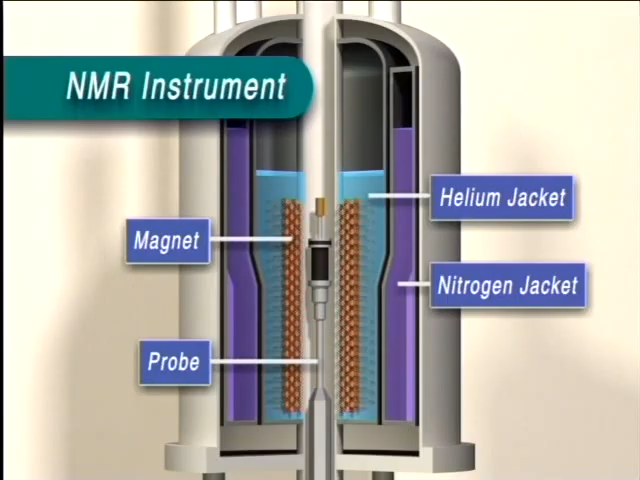 NMR Instrument
Helium Jacket
Magnet
Nitrogen Jacket
Probe